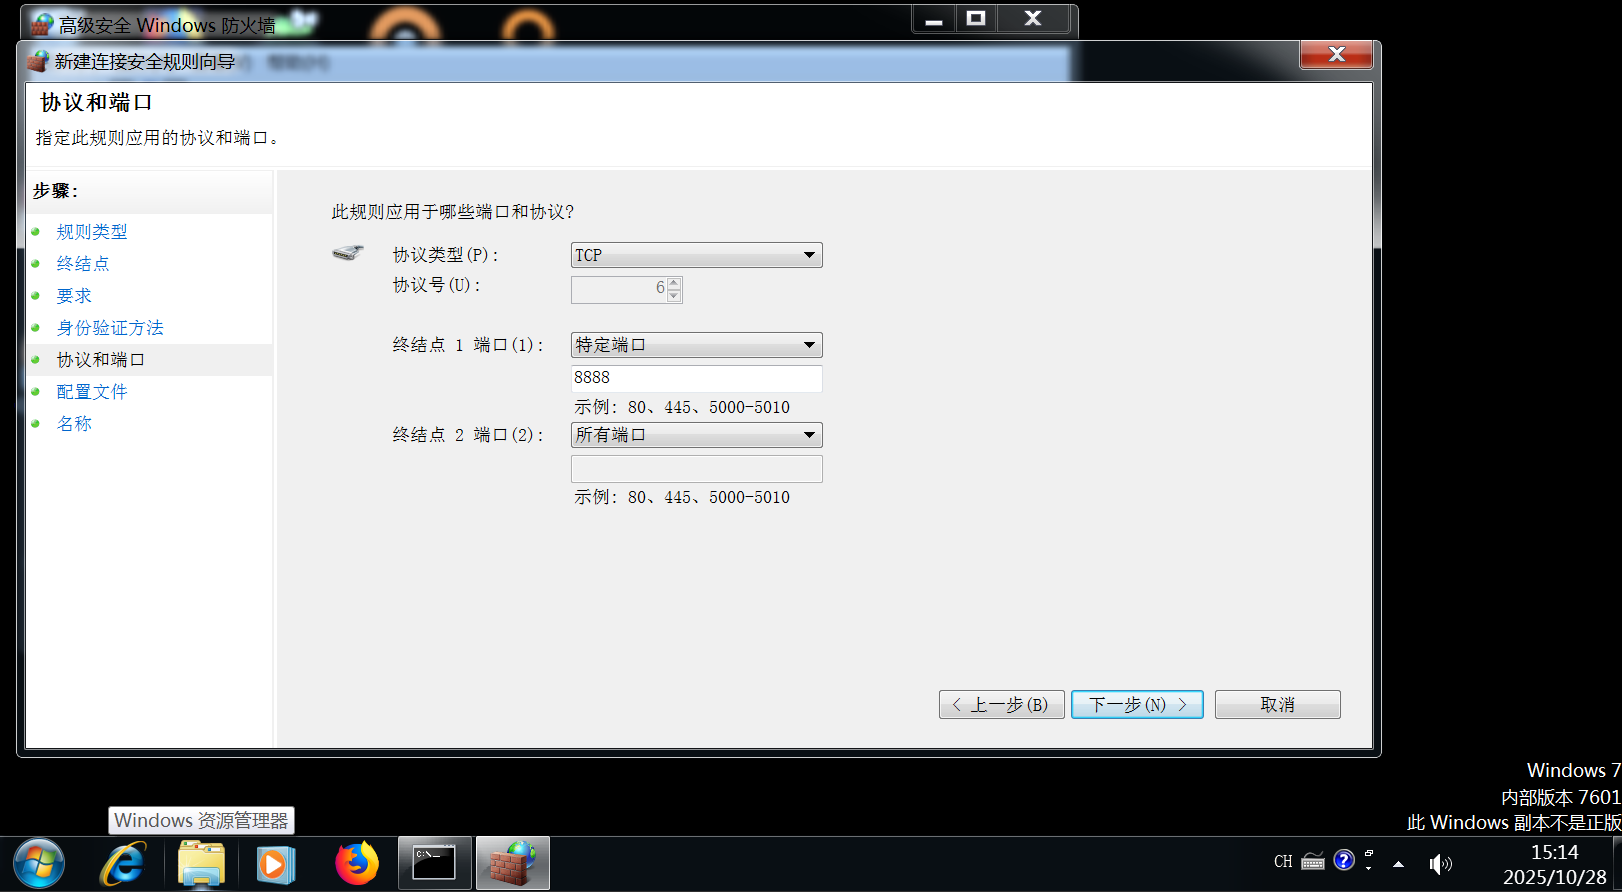 高级安全 Windows 防火墙
新建连接安全规则向导
协议和端口
指定此规则应用的协议和端口。
步骤:
规则类型
终结点
要求
身份验证方法
协议和端口
配置文件
名称
此规则应用于哪些端口和协议?
协议类型(P):
TCP
协议号(U):
6
终结点 1 端口(1):
特定端口
8888
示例: 80、445、5000-5010
终结点 2 端口(2):
所有端口
示例: 80、445、5000-5010
< 上一步(B)
下一步(N) >
取消
Windows 7
内部版本 7601
此 Windows 副本不是正版
Windows 资源管理器
C:\_
CH
15:14
2025/10/28